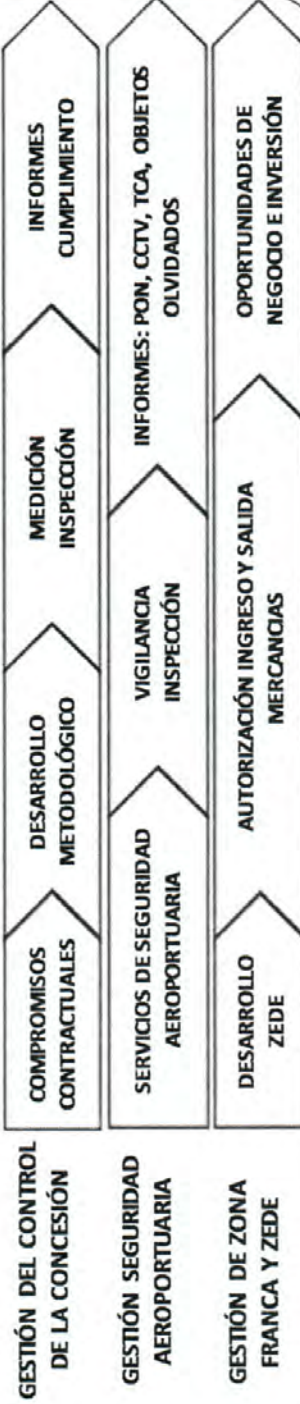 GESTIÓN DEL CONTROL
DE LA CONCESIÓN
COMPROMISOS
CONTRACTUALES
DESARROLLO
METODOLÓGICO
MEDICIÓN
INSPECCIÓN
INFORMES
CUMPLIMIENTO
GESTIÓN SEGURIDAD
AEROPORTUARIA
SERVICIOS DE SEGURIDAD
AEROPORTUARIA
VIGILANCIA
INSPECCIÓN
INFORMES: PON, CCTV, TCA, OBJETOS
OLVIDADOS
GESTIÓN DE ZONA
FRANCA Y ZEDE
DESARROLLO
ZEDE
AUTORIZACIÓN INGRESO Y SALIDA
MERCANCIAS
OPORTUNIDADES DE
NEGOCIO E INVERSIÓN